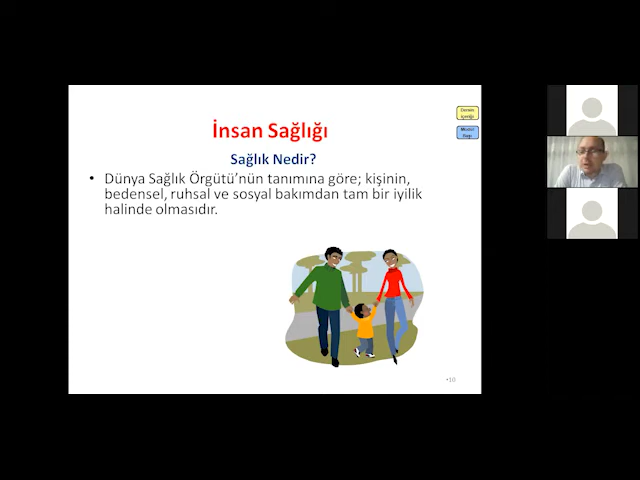 İnsan Sağlığı
Sağlık Nedir?
• Dünya Sağlık Örgütü’nün tanımına göre; kişinin,
bedensel, ruhsal ve sosyal bakımdan tam bir iyilik
halinde olmasıdır.
•10